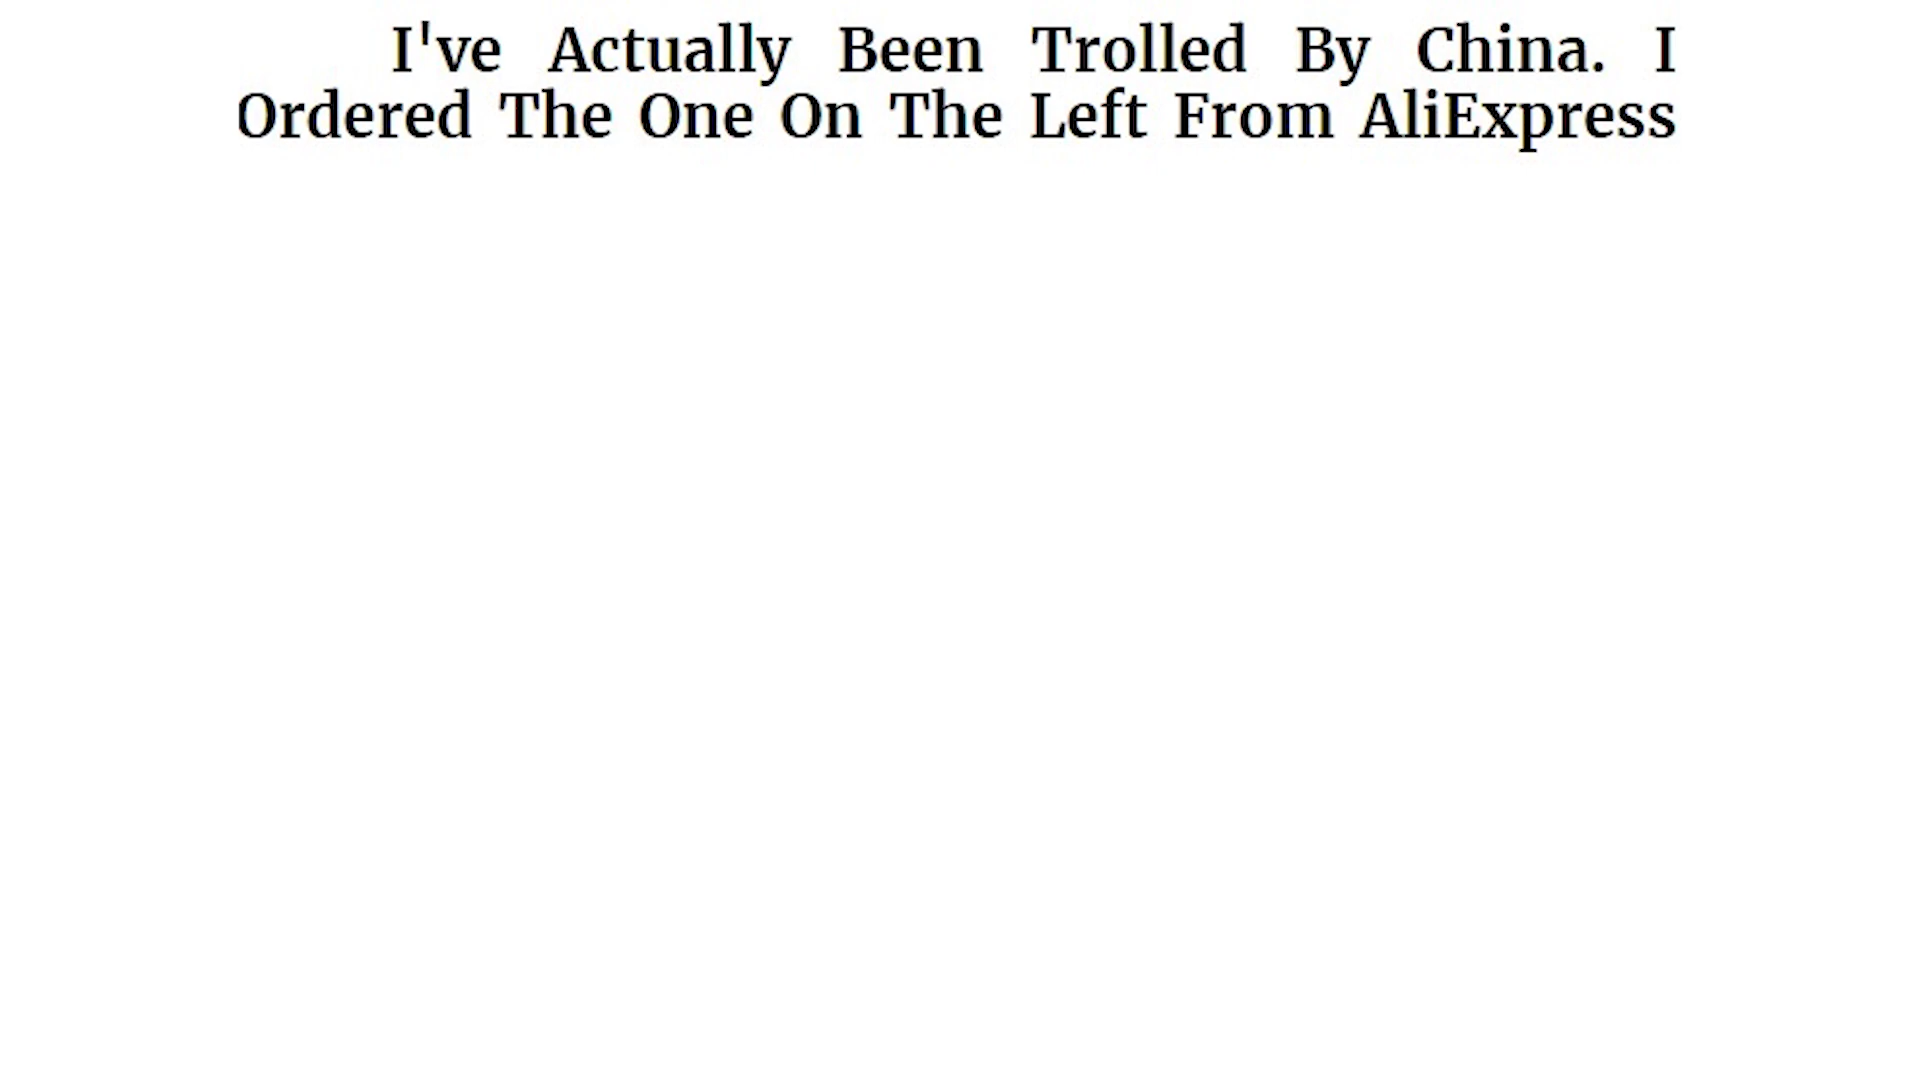 I've Actually Been Trolled By China. I
Ordered The One On The Left From AliExpress